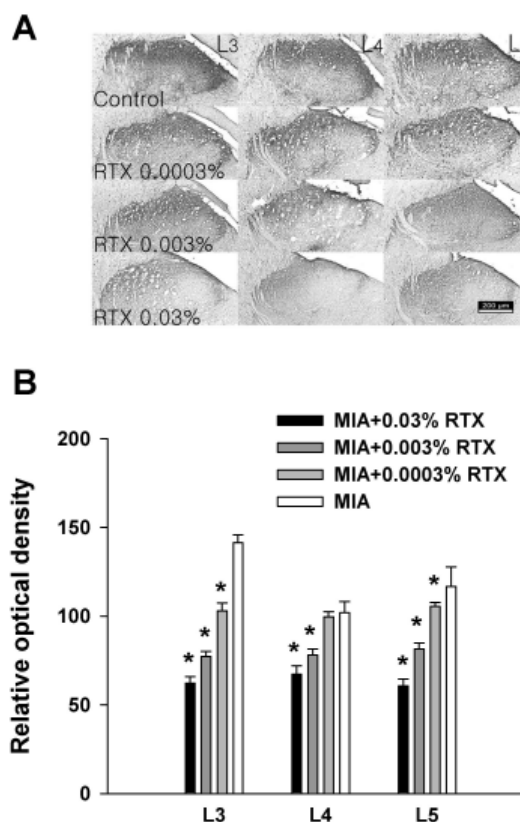 A
L3 L4 L
Control
RTX 0.0003%
RTX 0.003%
RTX 0.03%
200 μm
B
MIA+0.03% RTX
MIA+0.003% RTX
MIA+0.0003% RTX
MIA
Relative optical density
200
150
100
50
0
* * *
* *
* * *
L3 L4 L5